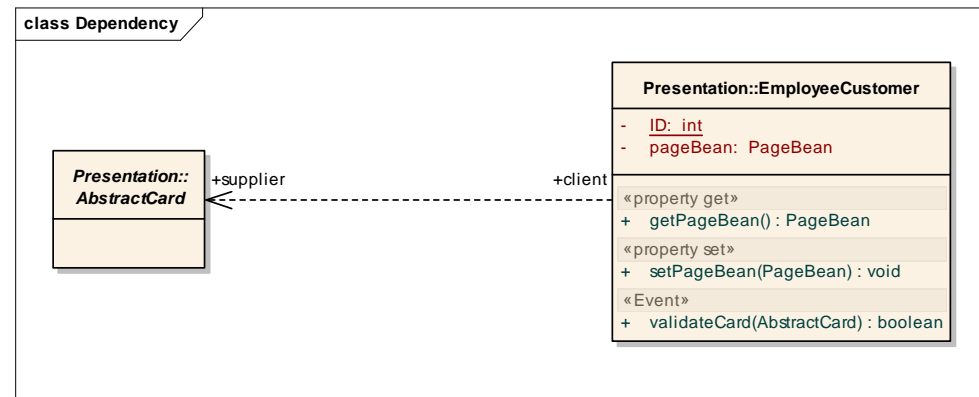 class Dependency
Presentation::EmployeeCustomer
- ID: int
- pageBean: PageBean
Presentation::
AbstractCard
+supplier
+client
«property get»
+ getPageBean() : PageBean
«property set»
+ setPageBean(PageBean) : void
«Event»
+ validateCard(AbstractCard) : boolean